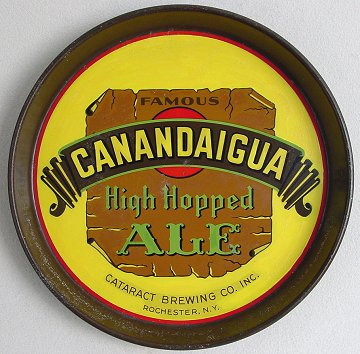 FAMOUS
CANANDAIGUA
High Hopped
ALE
CATARACT BREWING CO. INC.
ROCHESTER, N.Y.